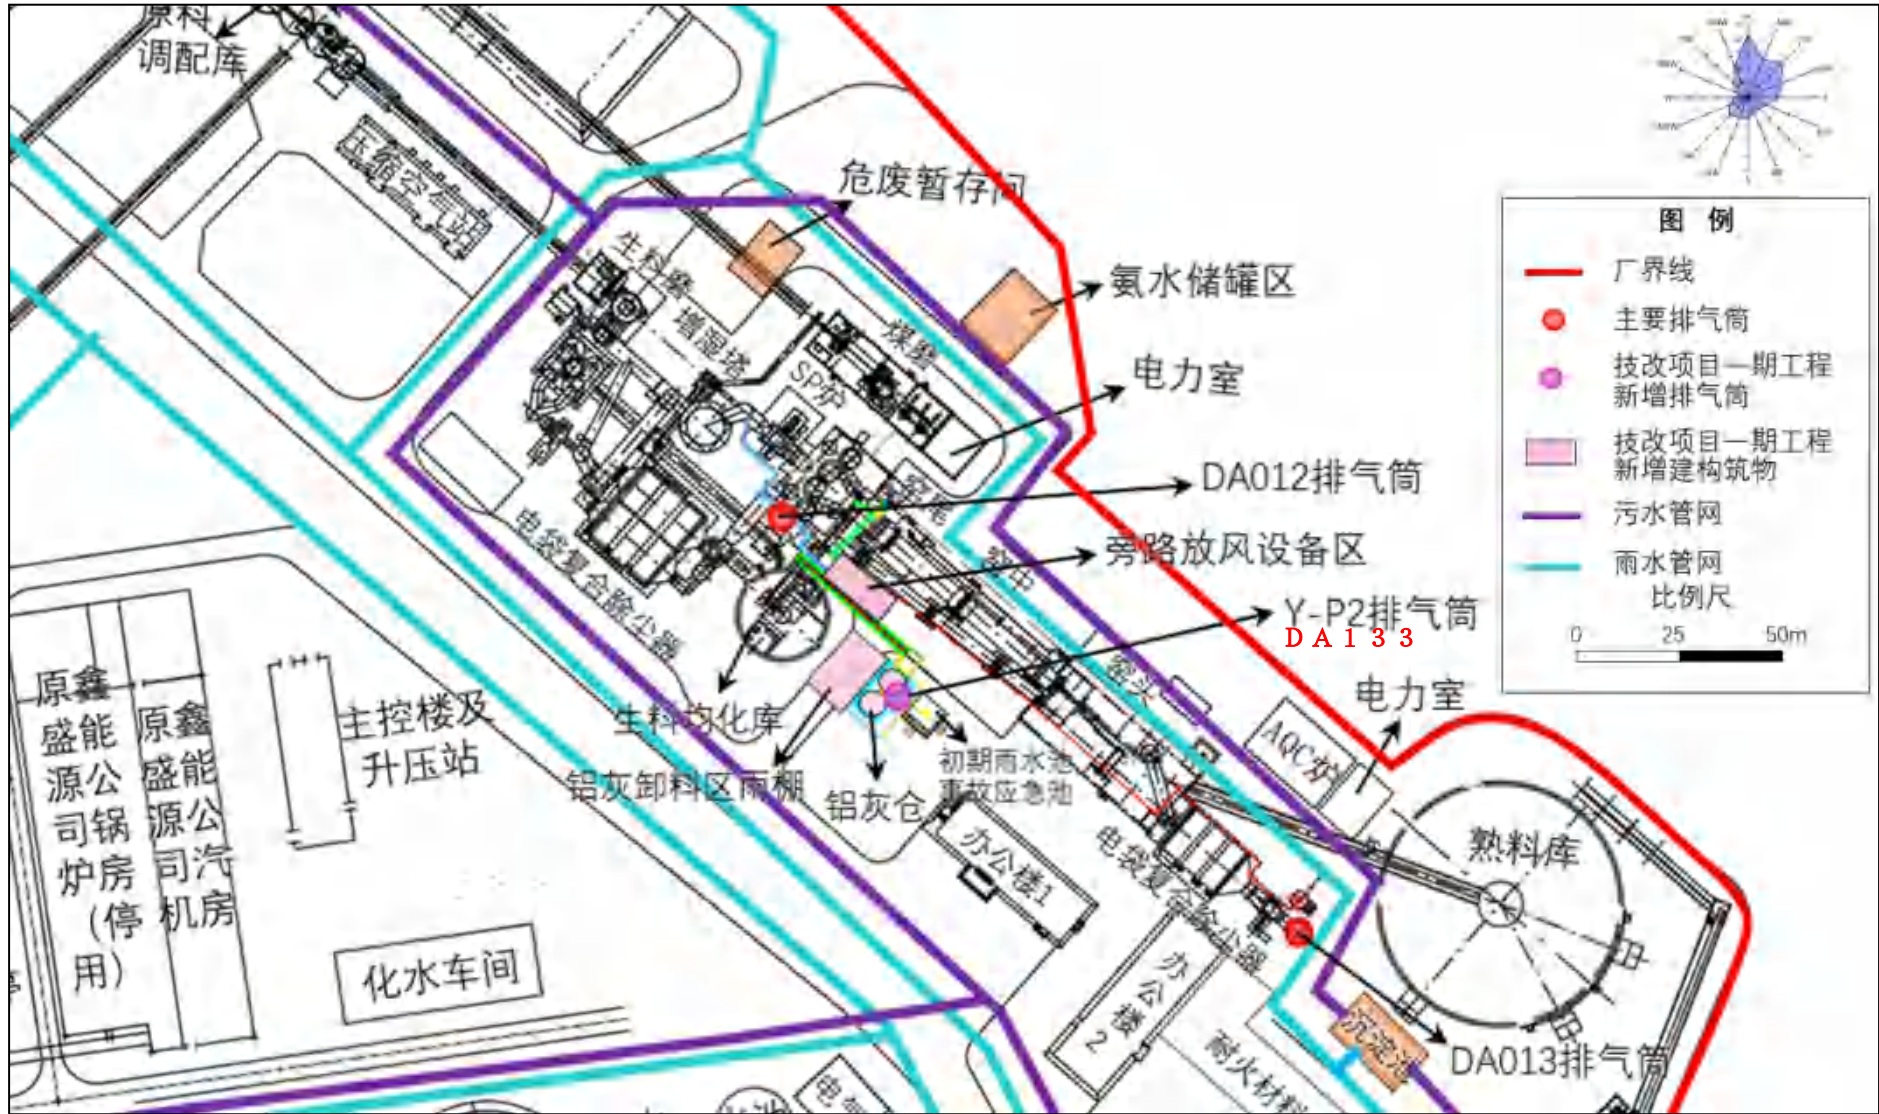 原料
调配库
压缩空气站
危废暂存间
氨水储罐区
生料磨
增湿塔
SP炉
煤磨
电力室
DA012排气筒
窑尾
电袋复合除尘器
旁路放风设备区
窑中
Y-P2排气筒
DA133
窑头
电力室
AQC炉
生料均化库
铝灰卸料区雨棚
铝灰仓
初期雨水池
事故应急池
办公楼1
电袋复合除尘器
熟料库
办公楼2
沉淀池
DA013排气筒
耐火材料
原鑫
盛能
源公
司锅
炉房
（停
用）
原鑫
盛能
源公
司汽
机房
主控楼及
升压站
化水车间
图 例
厂界线
主要排气筒
技改项目一期工程
新增排气筒
技改项目一期工程
新增建构筑物
污水管网
雨水管网
比例尺
0 25 50m